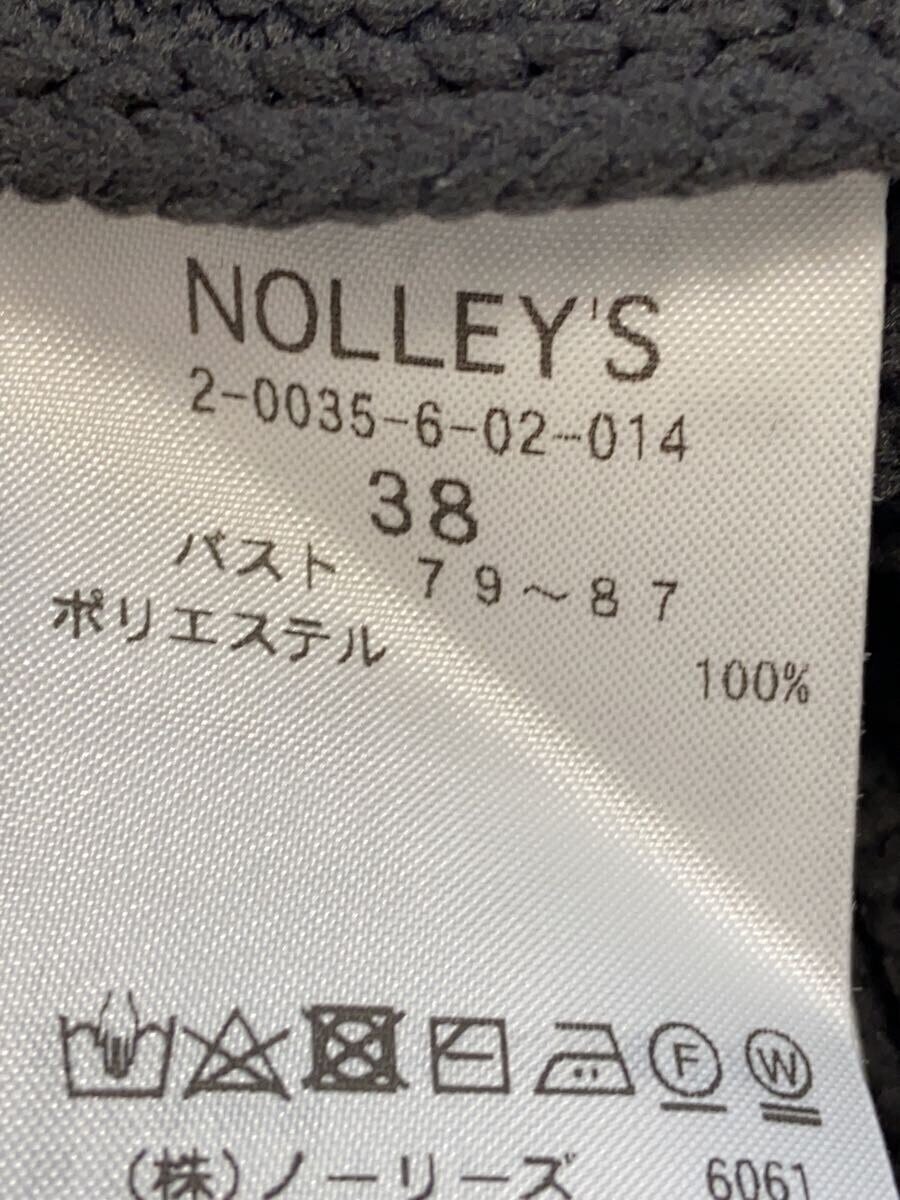 NOLLEY'S
2-0035-6-02-014
38
バスト 79～87
ポリエステル 100%
F W
(株)ノーリーズ 6061